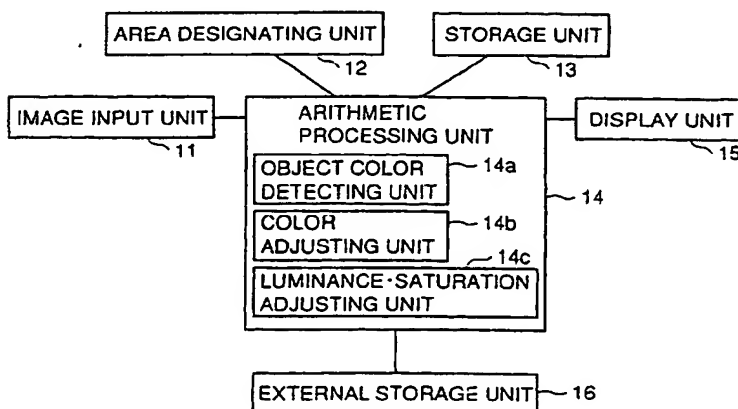 AREA DESIGNATING UNIT
12
STORAGE UNIT
13
IMAGE INPUT UNIT
11
ARITHMETIC
PROCESSING UNIT
DISPLAY UNIT
15
OBJECT COLOR
DETECTING UNIT
14a
14
COLOR
ADJUSTING UNIT
14b
14c
LUMINANCE·SATURATION
ADJUSTING UNIT
EXTERNAL STORAGE UNIT
16